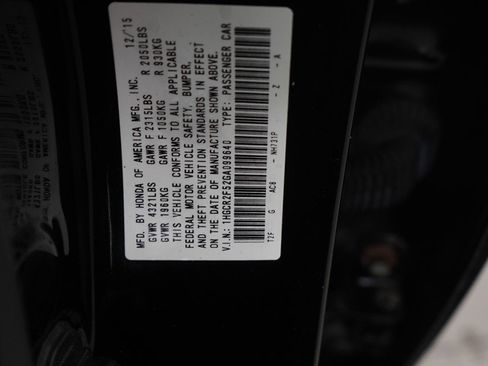 MFD. BY HONDA OF AMERICA MFG., INC. 12/15
GVWR 4321LBS GAWR F 2315LBS R 2050LBS
GVWR 1960KG GAWR F 1050KG R 930KG
THIS VEHICLE CONFORMS TO ALL APPLICABLE
FEDERAL MOTOR VEHICLE SAFETY, BUMPER,
AND THEFT PREVENTION STANDARDS IN EFFECT
ON THE DATE OF MANUFACTURE SHOWN ABOVE.
V.I.N.: 1HGCR2F52GA099640 TYPE: PASSENGER CAR
T2F G AC8 - NH731P - Z - A